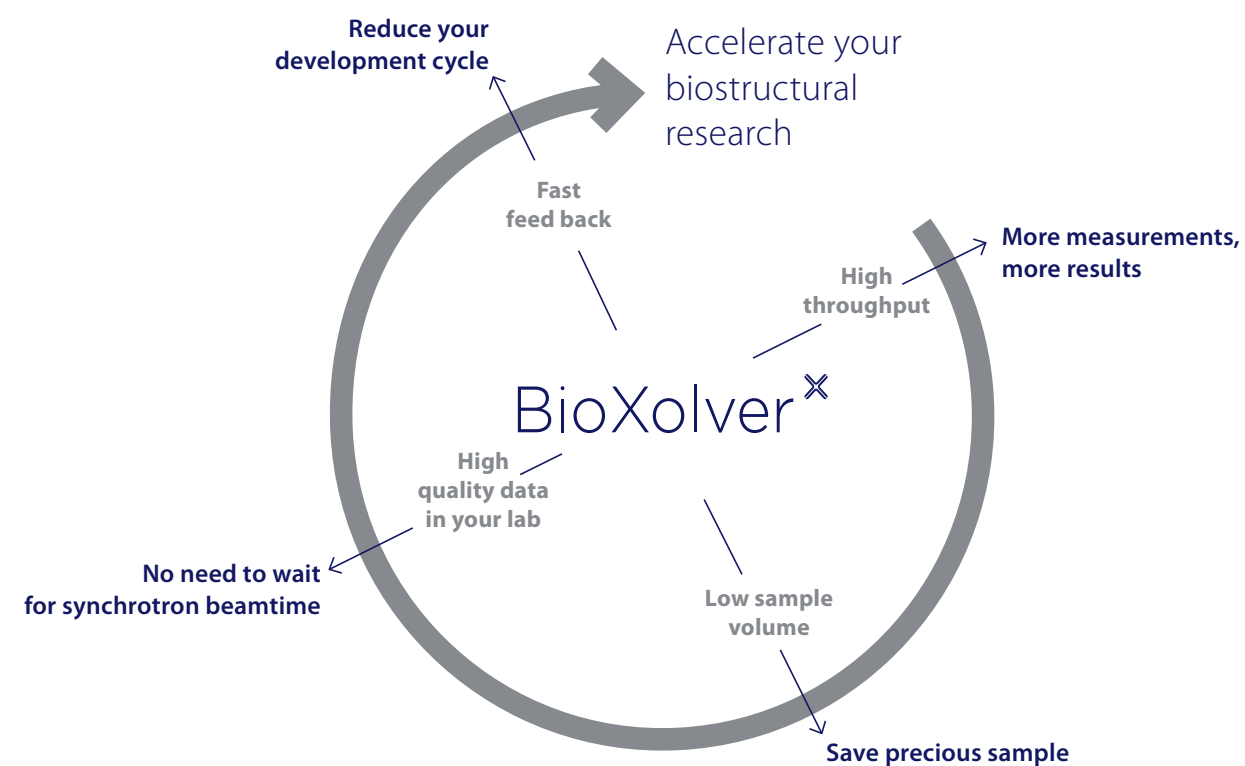 Reduce your
development cycle
Accelerate your
biostructural
research
Fast
feed back
More measurements,
more results
High
throughput
BioXolver
High
quality data
in your lab
No need to wait
for synchrotron beamtime
Low sample
volume
Save precious sample